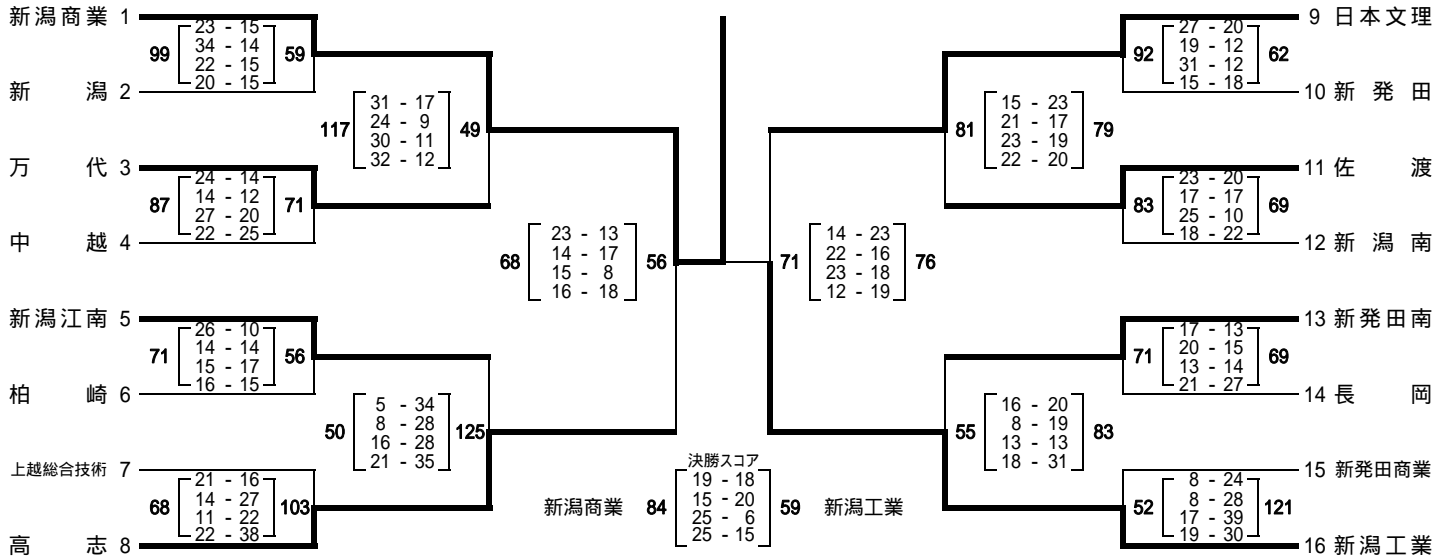 新潟商業 1
99 59
23 - 15
34 - 14
22 - 15
20 - 15
新潟 2
117 49
31 - 17
24 - 9
30 - 11
32 - 12
万代 3
87 71
24 - 14
14 - 12
27 - 20
22 - 25
中越 4
68 56
23 - 13
14 - 17
15 - 8
16 - 18
新潟江南 5
71 56
26 - 10
14 - 14
15 - 17
16 - 15
柏崎 6
50 125
5 - 34
8 - 28
16 - 28
21 - 35
上越総合技術 7
68 103
21 - 16
14 - 27
11 - 22
22 - 38
高志 8
決勝スコア
新潟商業 84 59 新潟工業
19 - 18
15 - 20
25 - 6
25 - 15
9 日本文理
92 62
27 - 20
19 - 12
31 - 12
15 - 18
10 新発田
81 79
15 - 23
21 - 17
23 - 19
22 - 20
11 佐渡
83 69
23 - 20
17 - 17
25 - 10
18 - 22
12 新潟南
71 76
14 - 23
22 - 16
23 - 18
12 - 19
13 新発田南
71 69
17 - 13
20 - 15
13 - 14
21 - 27
14 長岡
55 83
16 - 20
8 - 19
13 - 13
18 - 31
15 新発田商業
52 121
8 - 24
8 - 28
17 - 39
19 - 30
16 新潟工業